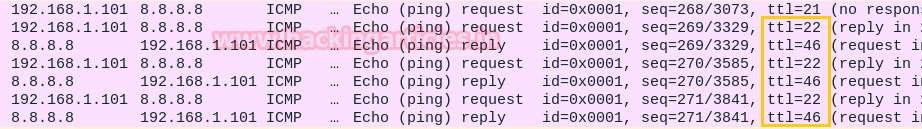 192.168.1.101 8.8.8.8 ICMP … Echo (ping) request id=0x0001, seq=268/3073, ttl=21 (no respon
192.168.1.101 8.8.8.8 ICMP … Echo (ping) request id=0x0001, seq=269/3329, ttl=22 (reply in
8.8.8.8 192.168.1.101 ICMP … Echo (ping) reply id=0x0001, seq=269/3329, ttl=46 (request i
192.168.1.101 8.8.8.8 ICMP … Echo (ping) request id=0x0001, seq=270/3585, ttl=22 (reply in
8.8.8.8 192.168.1.101 ICMP … Echo (ping) reply id=0x0001, seq=270/3585, ttl=46 (request i
192.168.1.101 8.8.8.8 ICMP … Echo (ping) request id=0x0001, seq=271/3841, ttl=22 (reply in
8.8.8.8 192.168.1.101 ICMP … Echo (ping) reply id=0x0001, seq=271/3841, ttl=46 (request i